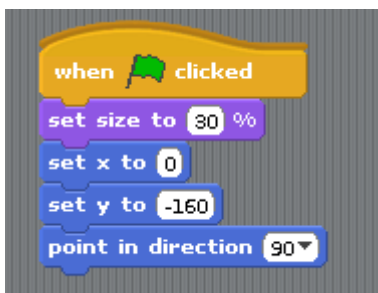 when clicked
set size to 30 %
set x to 0
set y to -160
point in direction 90